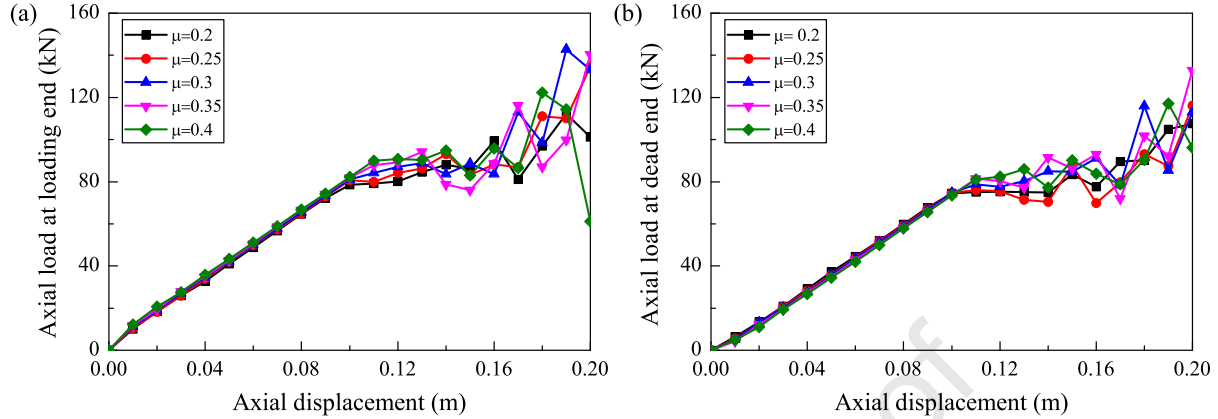 (a)
160
120
80
40
0
0.00 0.04 0.08 0.12 0.16 0.20
Axial load at loading end (kN)
Axial displacement (m)
μ=0.2
μ=0.25
μ=0.3
μ=0.35
μ=0.4
(b)
160
120
80
40
0
0.00 0.04 0.08 0.12 0.16 0.20
Axial load at dead end (kN)
Axial displacement (m)
μ= 0.2
μ=0.25
μ=0.3
μ=0.35
μ=0.4
of